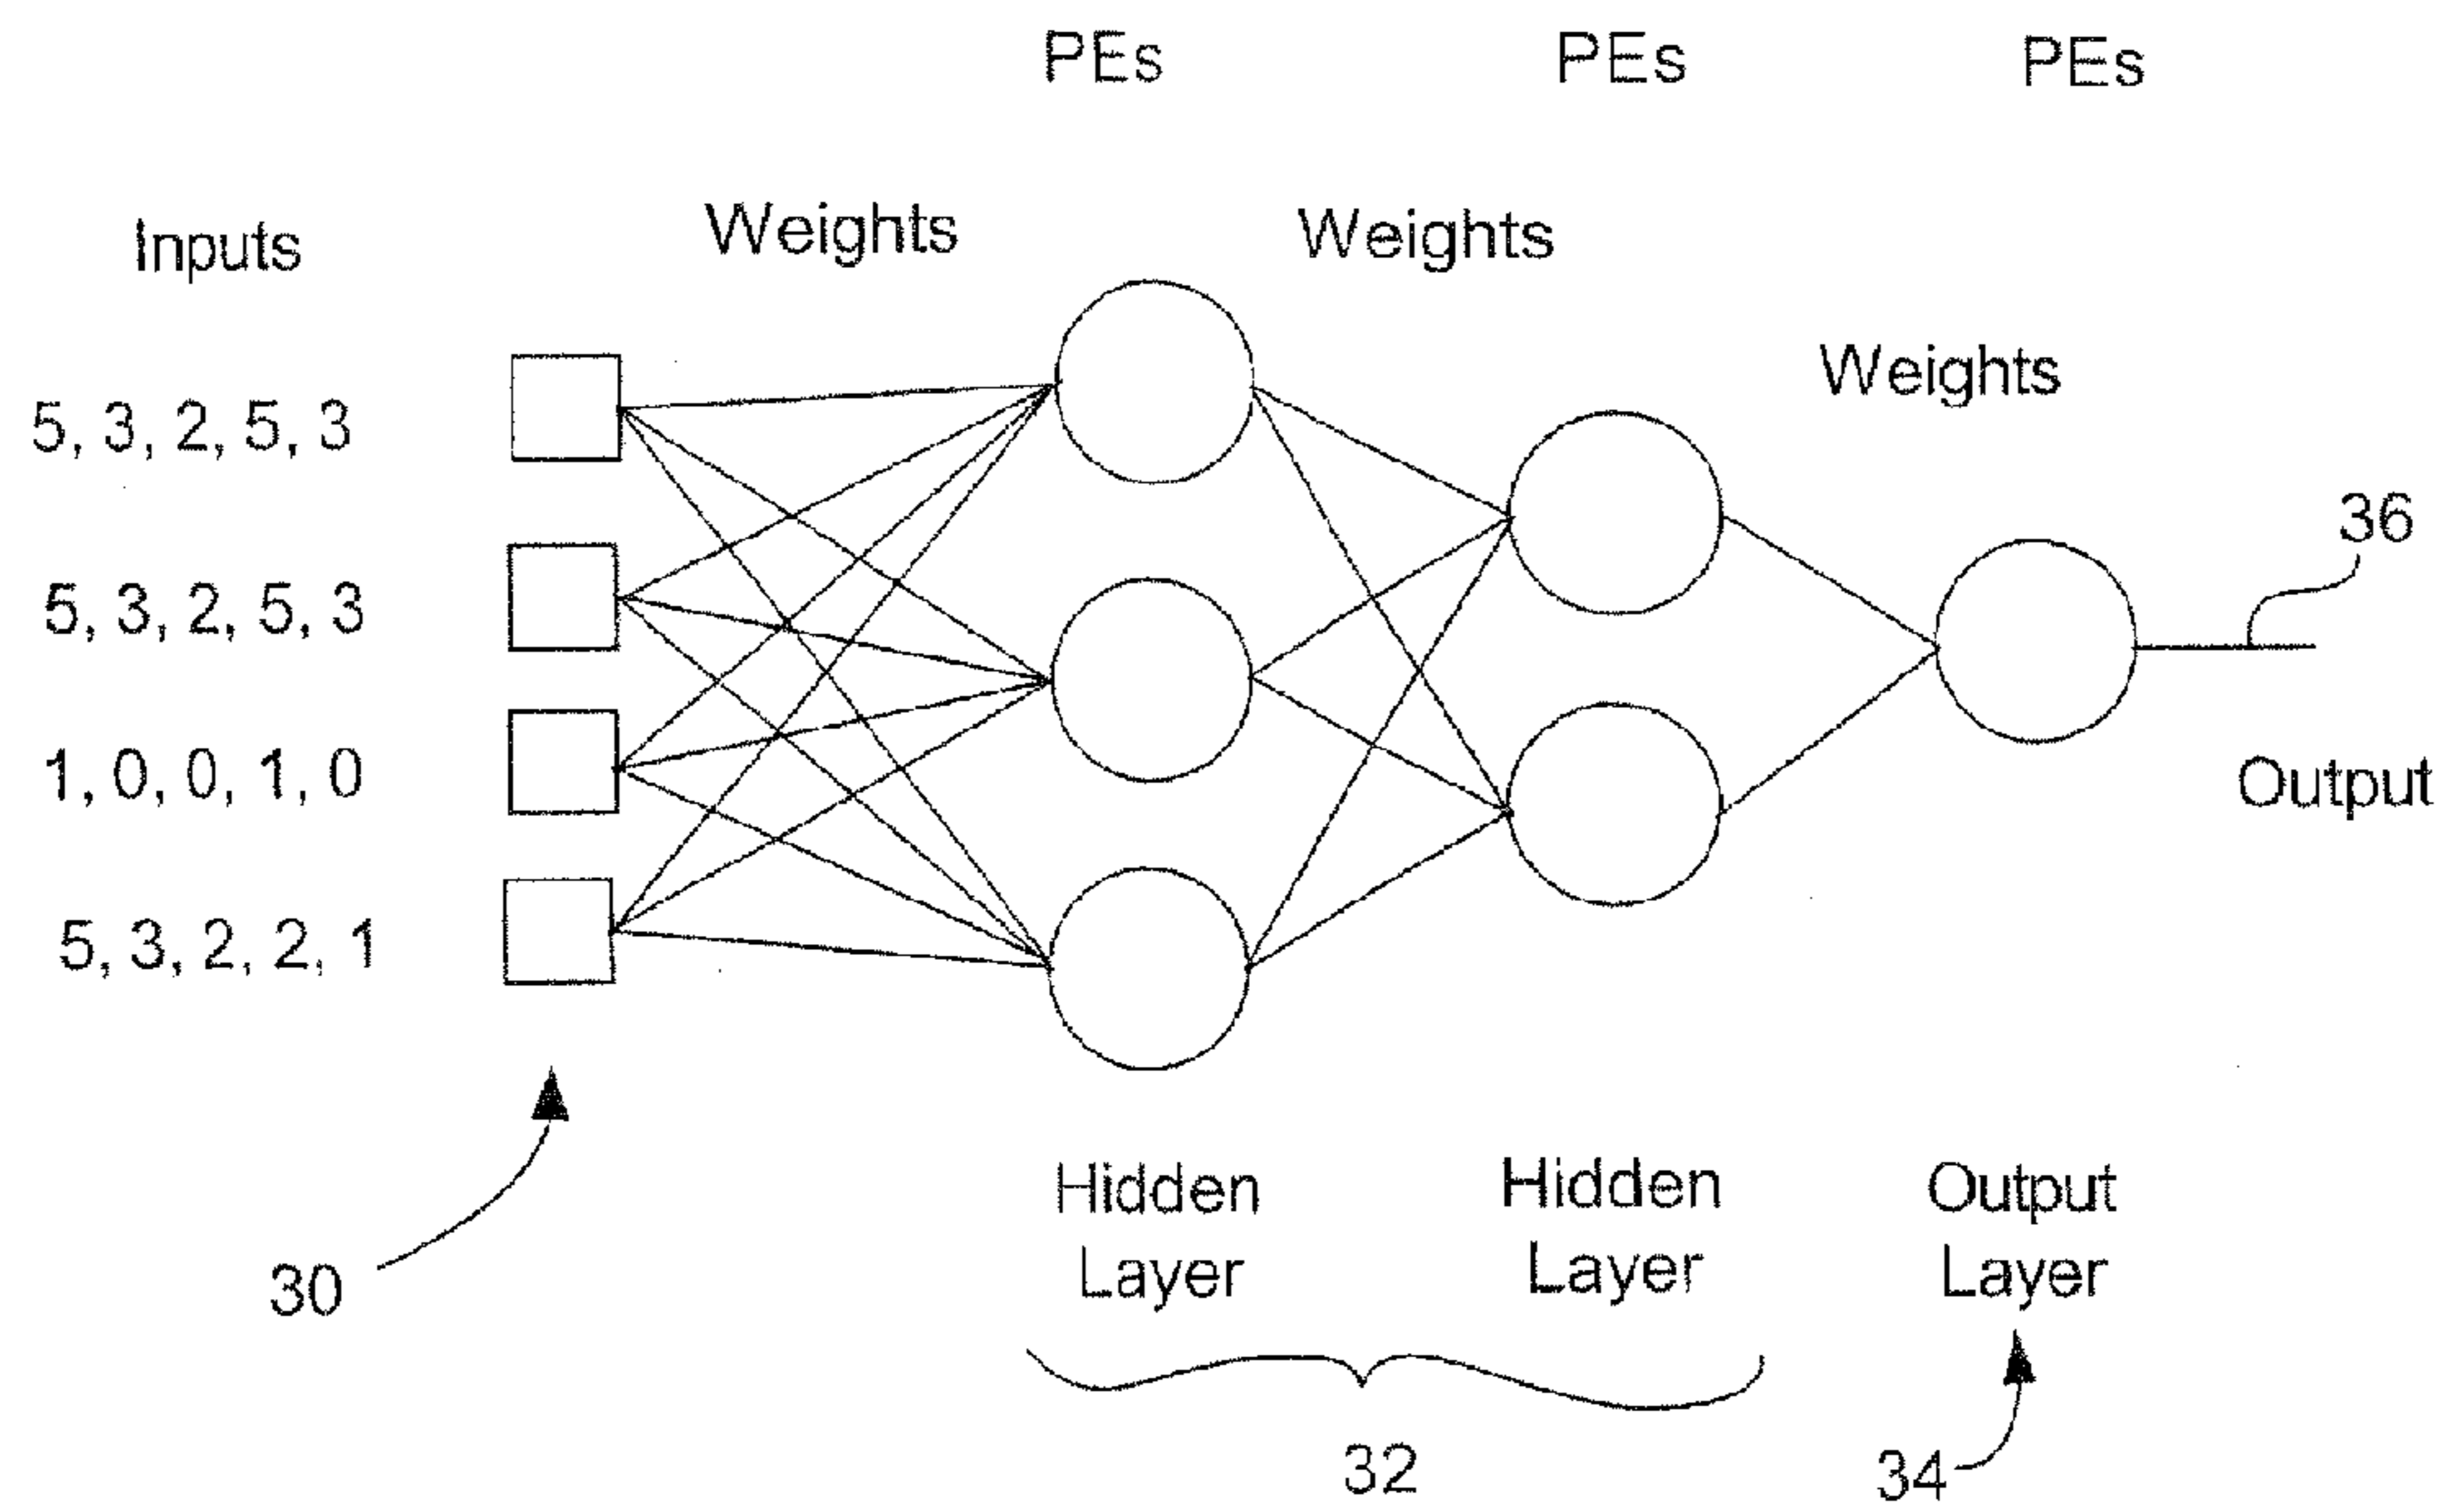 PEs PEs PEs
Inputs Weights Weights
Weights
5, 3, 2, 5, 3
36
5, 3, 2, 5, 3
1, 0, 0, 1, 0
Output
5, 3, 2, 2, 1
Hidden Hidden Output
Layer Layer Layer
30
32 34